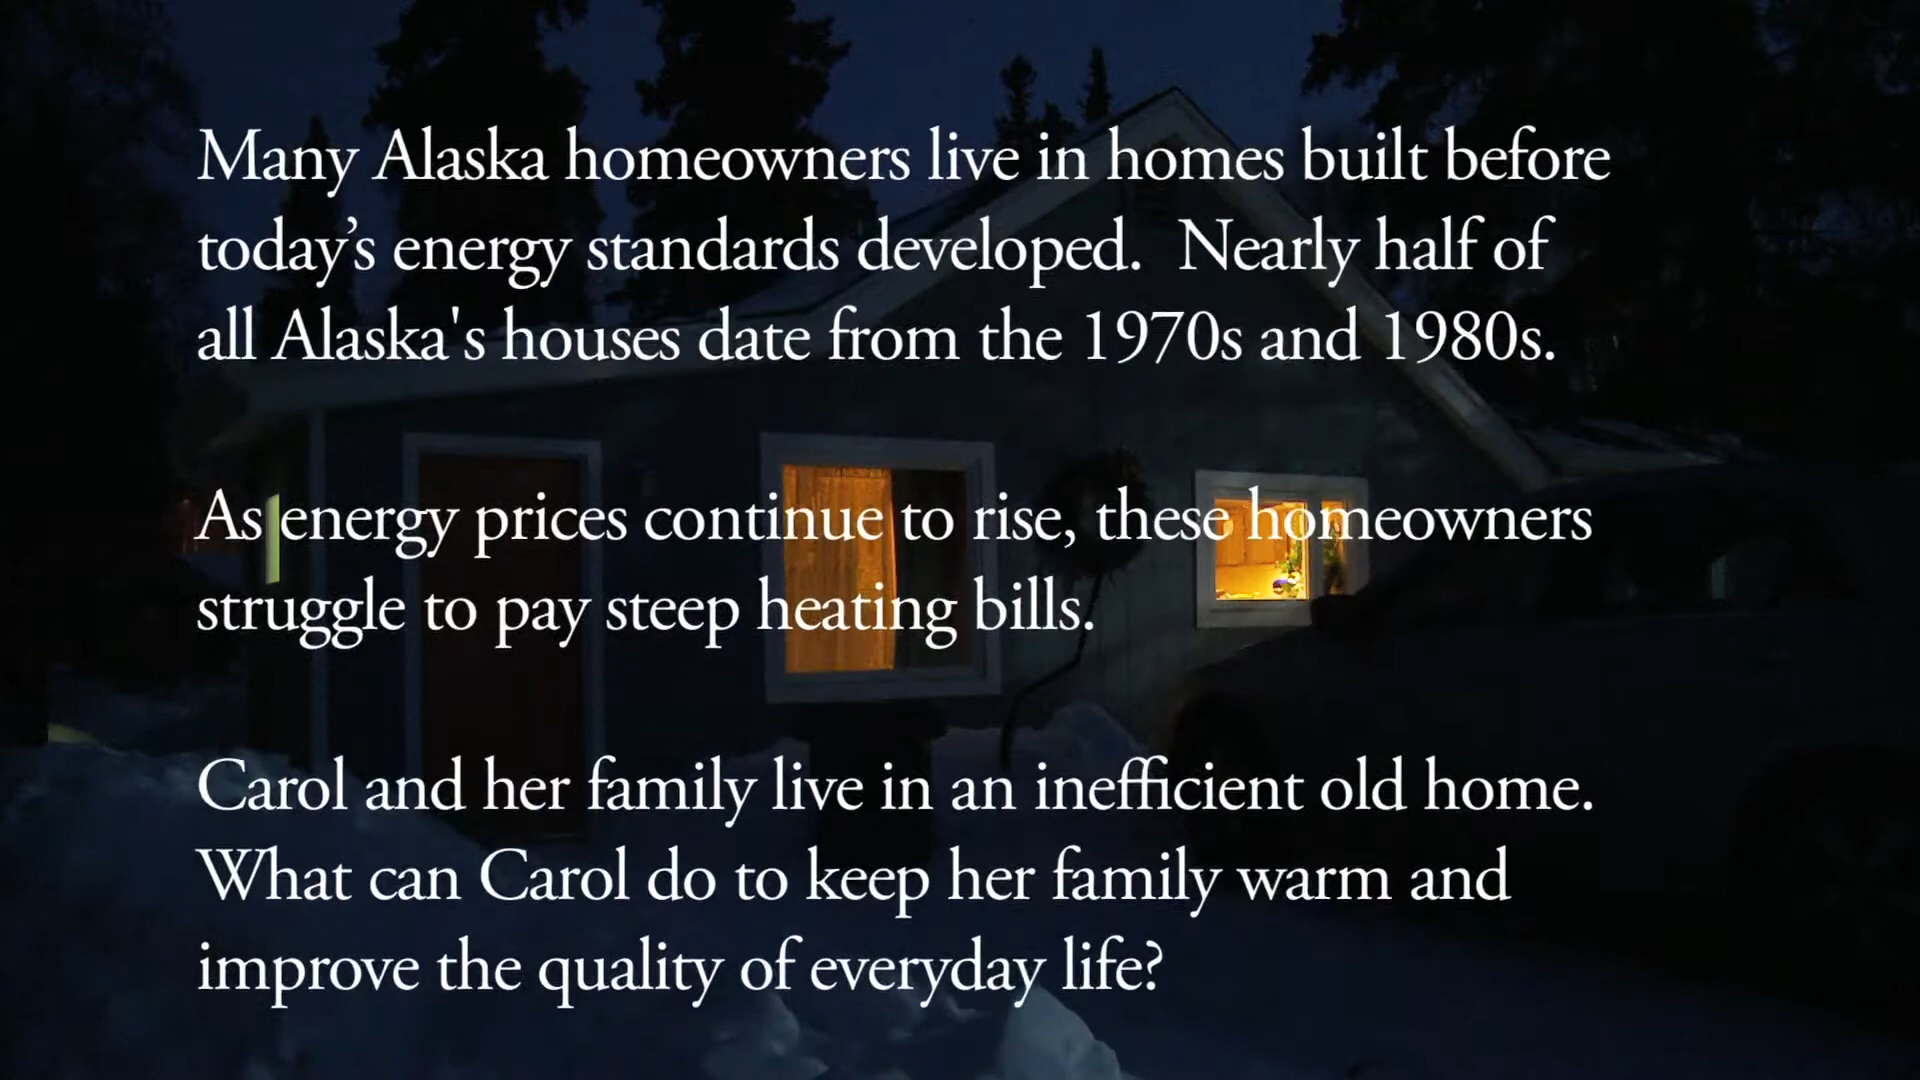 Many Alaska homeowners live in homes built before
today’s energy standards developed.  Nearly half of
all Alaska's houses date from the 1970s and 1980s.
As energy prices continue to rise, these homeowners
struggle to pay steep heating bills.
Carol and her family live in an inefficient old home.
What can Carol do to keep her family warm and
improve the quality of everyday life?